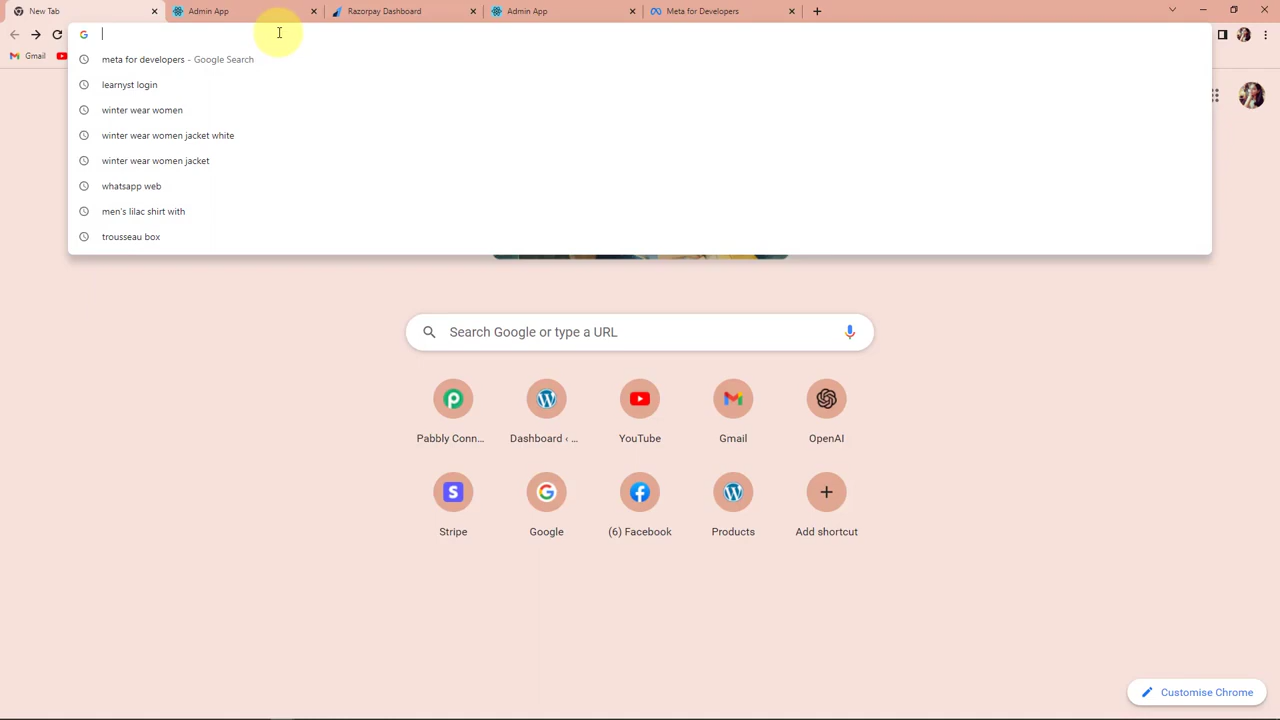 New Tab
Admin App
Razorpay Dashboard
Admin App
Meta for Developers
Gmail
meta for developers - Google Search
learnyst login
winter wear women
winter wear women jacket white
winter wear women jacket
whatsapp web
men's lilac shirt with
trousseau box
Search Google or type a URL
Pabbly Conn...
Dashboard ‹ ...
YouTube
Gmail
OpenAI
Stripe
Google
(6) Facebook
Products
Add shortcut
Customise Chrome